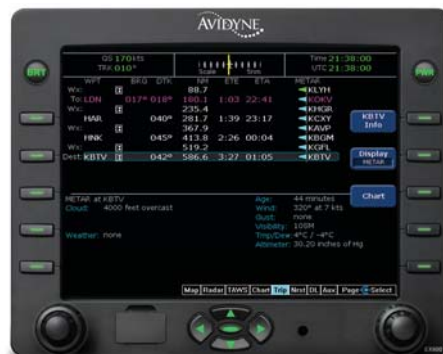 AVIDYNE
BRT
PWR
GS 170kts
TRK 010°
Scale 5nm
Time 21:38:00
UTC 21:38:00
WPT BRG DTK NM ETE ETA METAR
Wx: 88.7 KLYH
To: LDN 017° 018° 160.1 1:03 22:41 KOKV
Wx: 235.4 KHGR
HAR 040° 281.7 1:39 23:17 KCXY
Wx: 367.9 KAVP
HNK 045° 413.8 2:26 00:04 KBGM
Wx: 519.2 KGFL
Dest: KBTV 042° 586.6 3:27 01:05 KBTV
KBTV
Info
Display
METAR
Chart
METAR at KBTV
Cloud: 4000 feet overcast
Weather: none
Age: 44 minutes
Wind: 320° at 7 kts
Gust: none
Visibility: 10SM
Tmp/Dew: 4°C / -4°C
Altimeter: 30.20 inches of Hg
Map Radar TAWS Chart Trip Nrst DL Aux Page Select